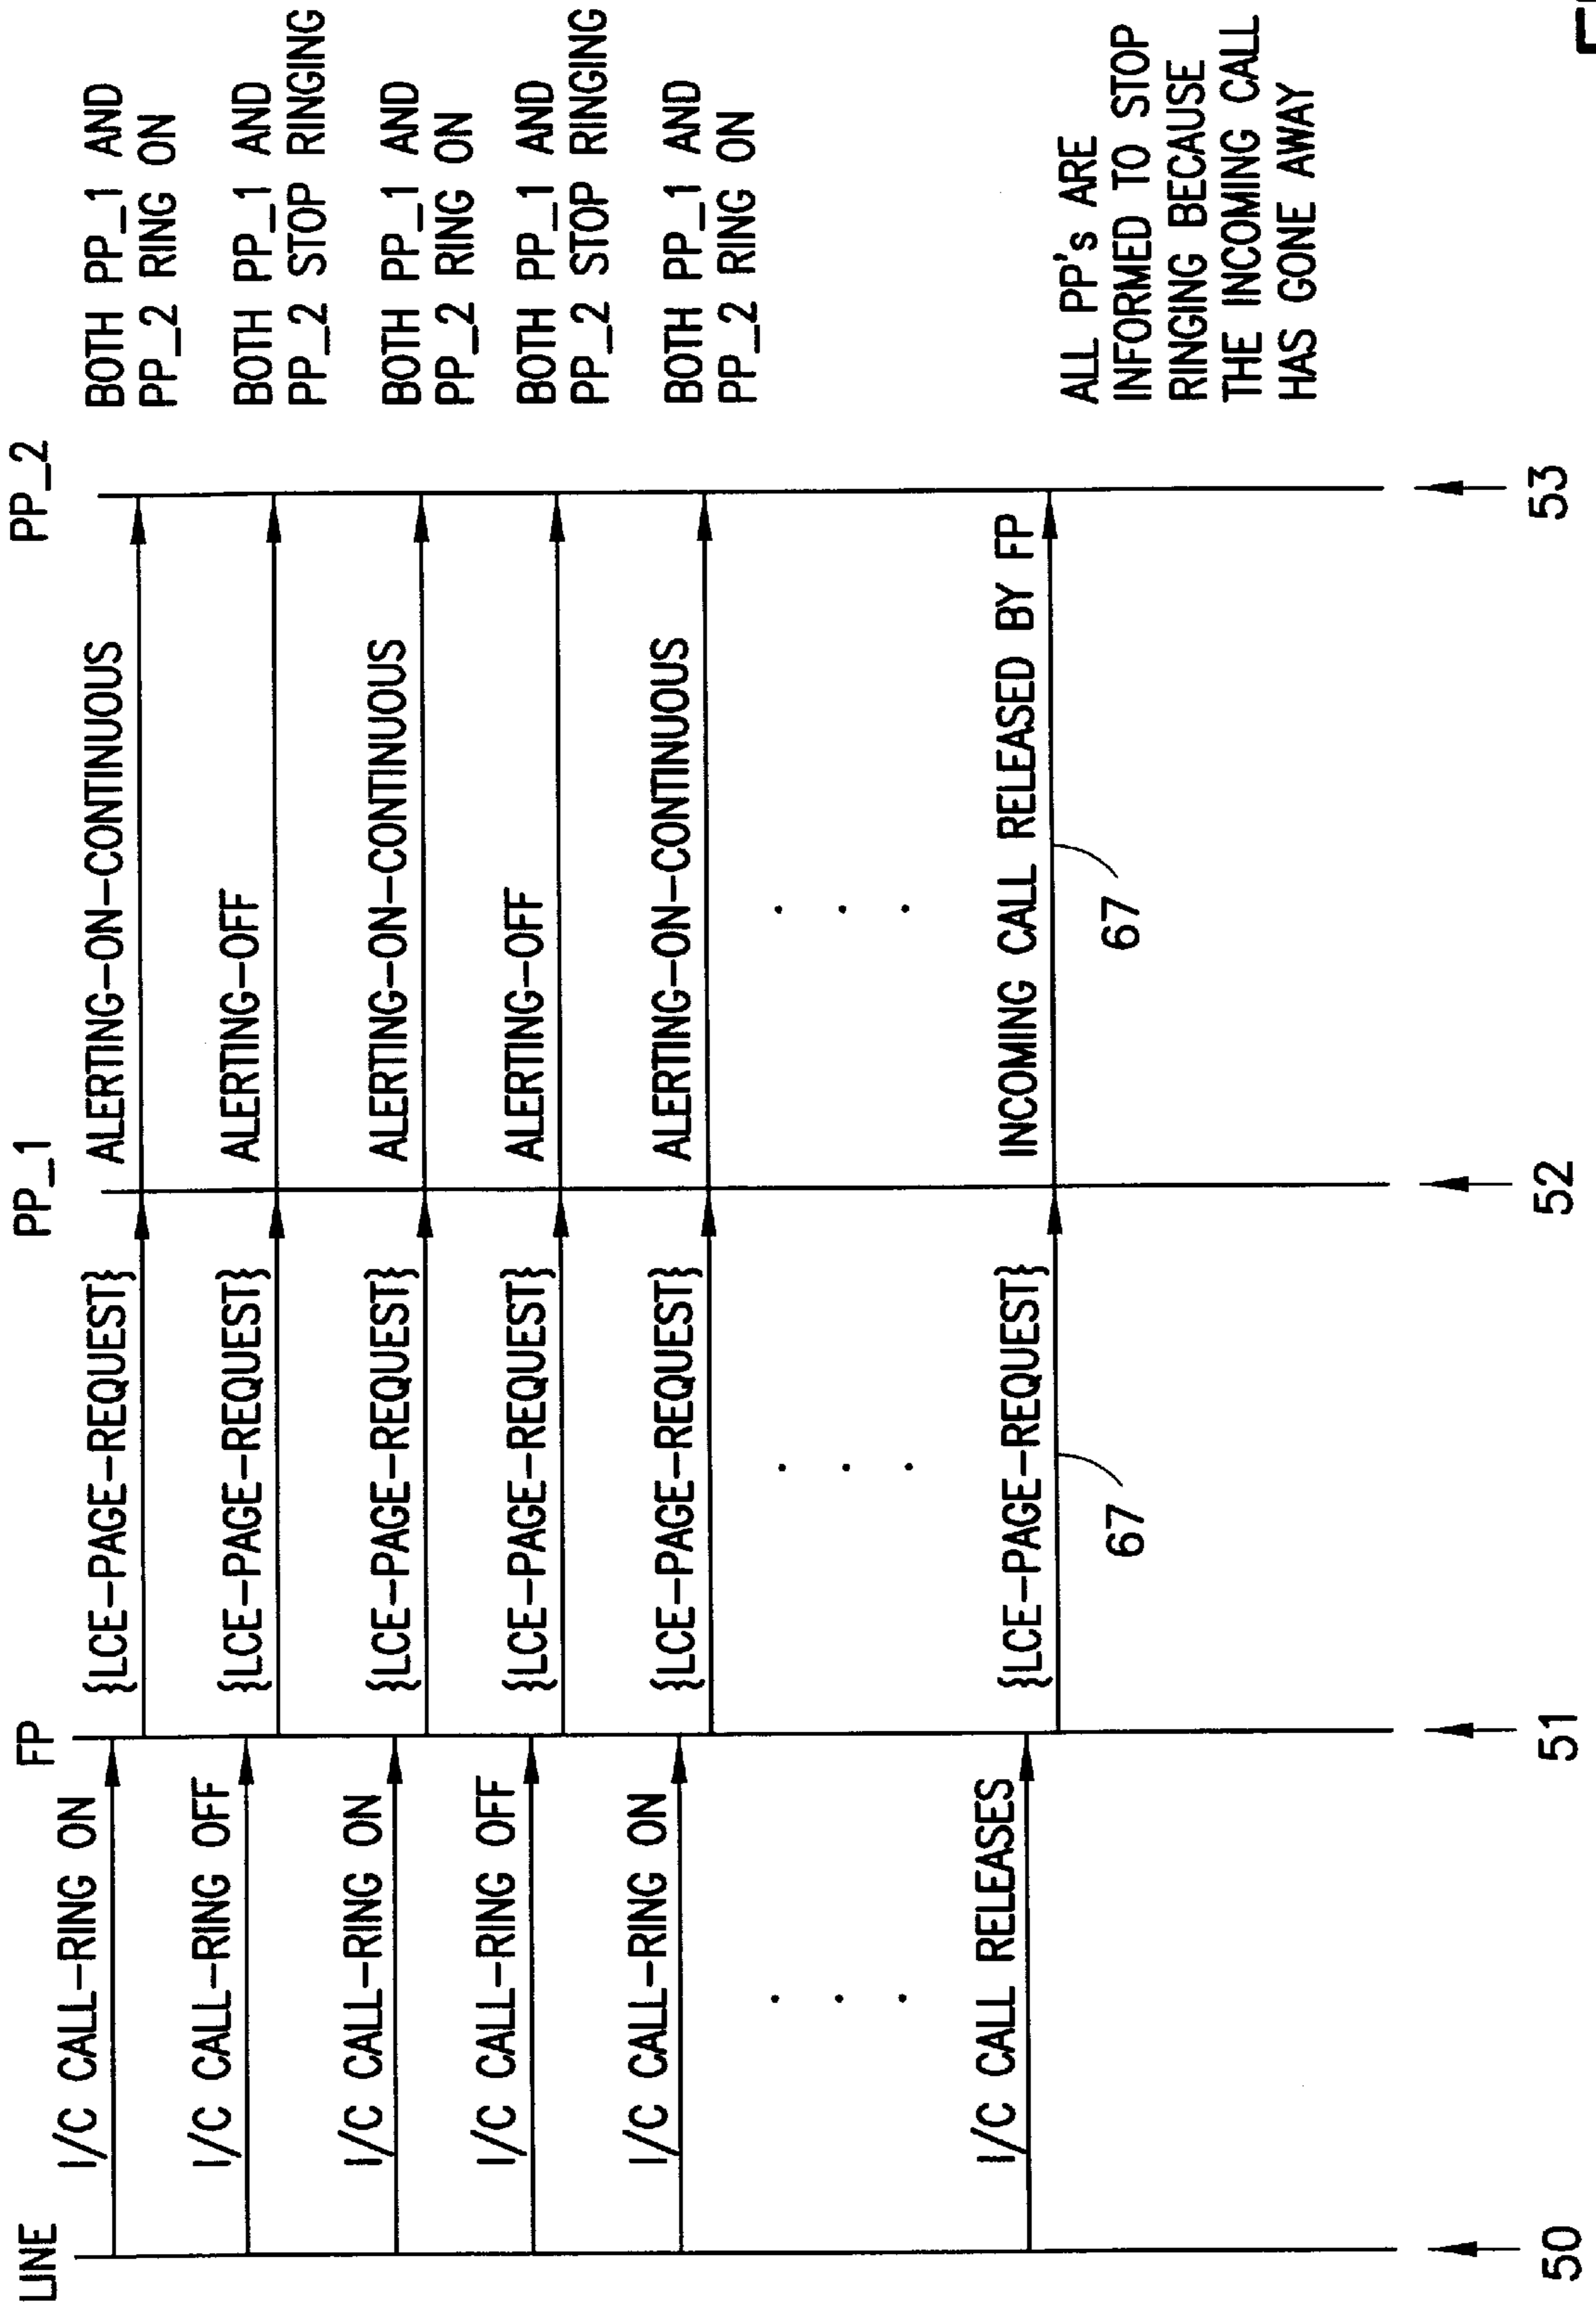 LINE
FP
PP_1
PP_2
I/C CALL-RING ON
{LCE-PAGE-REQUEST}
ALERTING-ON-CONTINUOUS
BOTH PP_1 AND
PP_2 RING ON
I/C CALL-RING OFF
{LCE-PAGE-REQUEST}
ALERTING-OFF
BOTH PP_1 AND
PP_2 STOP RINGING
I/C CALL-RING ON
{LCE-PAGE-REQUEST}
ALERTING-ON-CONTINUOUS
BOTH PP_1 AND
PP_2 RING ON
I/C CALL-RING OFF
{LCE-PAGE-REQUEST}
ALERTING-OFF
BOTH PP_1 AND
PP_2 STOP RINGING
I/C CALL-RING ON
{LCE-PAGE-REQUEST}
ALERTING-ON-CONTINUOUS
BOTH PP_1 AND
PP_2 RING ON
I/C CALL RELEASES
{LCE-PAGE-REQUEST}
INCOMING CALL RELEASED BY FP
67
67
ALL PP's ARE
INFORMED TO STOP
RINGING BECAUSE
THE INCOMING CALL
HAS GONE AWAY
50
51
52
53